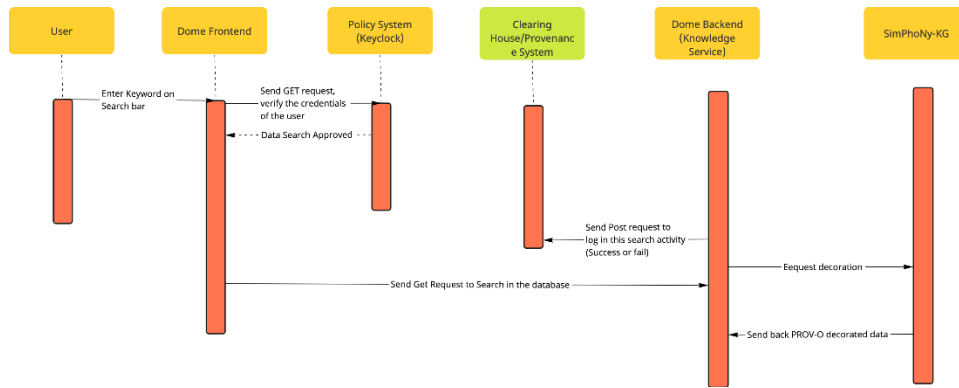 User
Dome Frontend
Policy System
(Keyclock)
Clearing
House/Provenanc
e System
Dome Backend
(Knowledge
Service)
SimPhoNy-KG
Enter Keyword on
Search bar
Send GET request,
verify the credentials
of the user
Data Search Approved
Send Post request to
log in this search activity
(Success or fail)
Eequest decoration
Send Get Request to Search in the database
Send back PROV-O decorated data